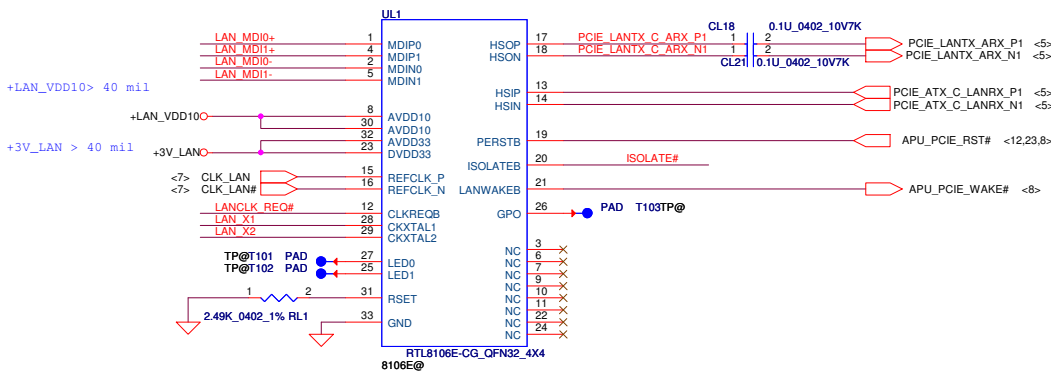 UL1
LAN_MDI0+ 1 MDIP0
LAN_MDI1+ 4 MDIP1
LAN_MDI0- 2 MDIN0
LAN_MDI1- 5 MDIN1
+LAN_VDD10> 40 mil
+LAN_VDD10 8 AVDD10
30 AVDD10
32 AVDD33
+3V_LAN > 40 mil
+3V_LAN 23 DVDD33
<7> CLK_LAN 15 REFCLK_P
<7> CLK_LAN# 16 REFCLK_N
LANCLK_REQ# 12 CLKREQB
LAN_X1 28 CKXTAL1
LAN_X2 29 CKXTAL2
TP@T101 PAD 27 LED0
TP@T102 PAD 25 LED1
1 2 31 RSET
2.49K_0402_1% RL1
33 GND
CL18 0.1U_0402_10V7K
HSOP 17 PCIE_LANTX_C_ARX_P1 1 2 PCIE_LANTX_ARX_P1 <5>
HSON 18 PCIE_LANTX_C_ARX_N1 1 2 PCIE_LANTX_ARX_N1 <5>
CL21 0.1U_0402_10V7K
HSIP 13 PCIE_ATX_C_LANRX_P1 <5>
HSIN 14 PCIE_ATX_C_LANRX_N1 <5>
PERSTB 19 APU_PCIE_RST# <12,23,8>
ISOLATEB 20 ISOLATE#
LANWAKEB 21 APU_PCIE_WAKE# <8>
GPO 26 PAD T103TP@
NC 3
NC 6
NC 7
NC 9
NC 10
NC 11
NC 22
NC 24
RTL8106E-CG_QFN32_4X4
8106E@